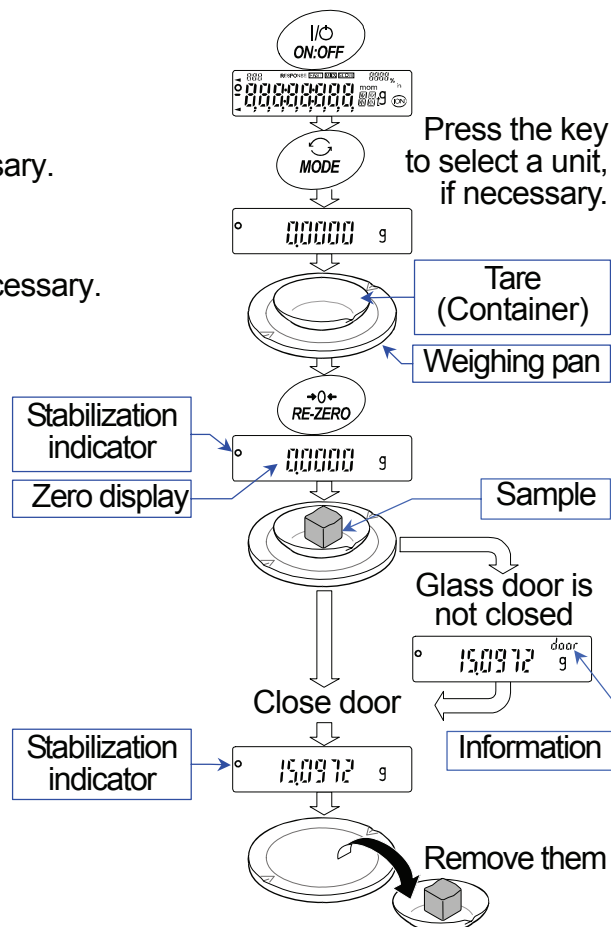 ON:OFF
RESPONSE
MODE
Press the key
to select a unit,
if necessary.
sary.
0.0000 g
cessary.
Tare
(Container)
Weighing pan
→0←
RE-ZERO
Stabilization
indicator
0.0000 g
Zero display
Sample
Glass door is
not closed
door
15.0972 g
Close door
Information
Stabilization
indicator
15.0972 g
Remove them